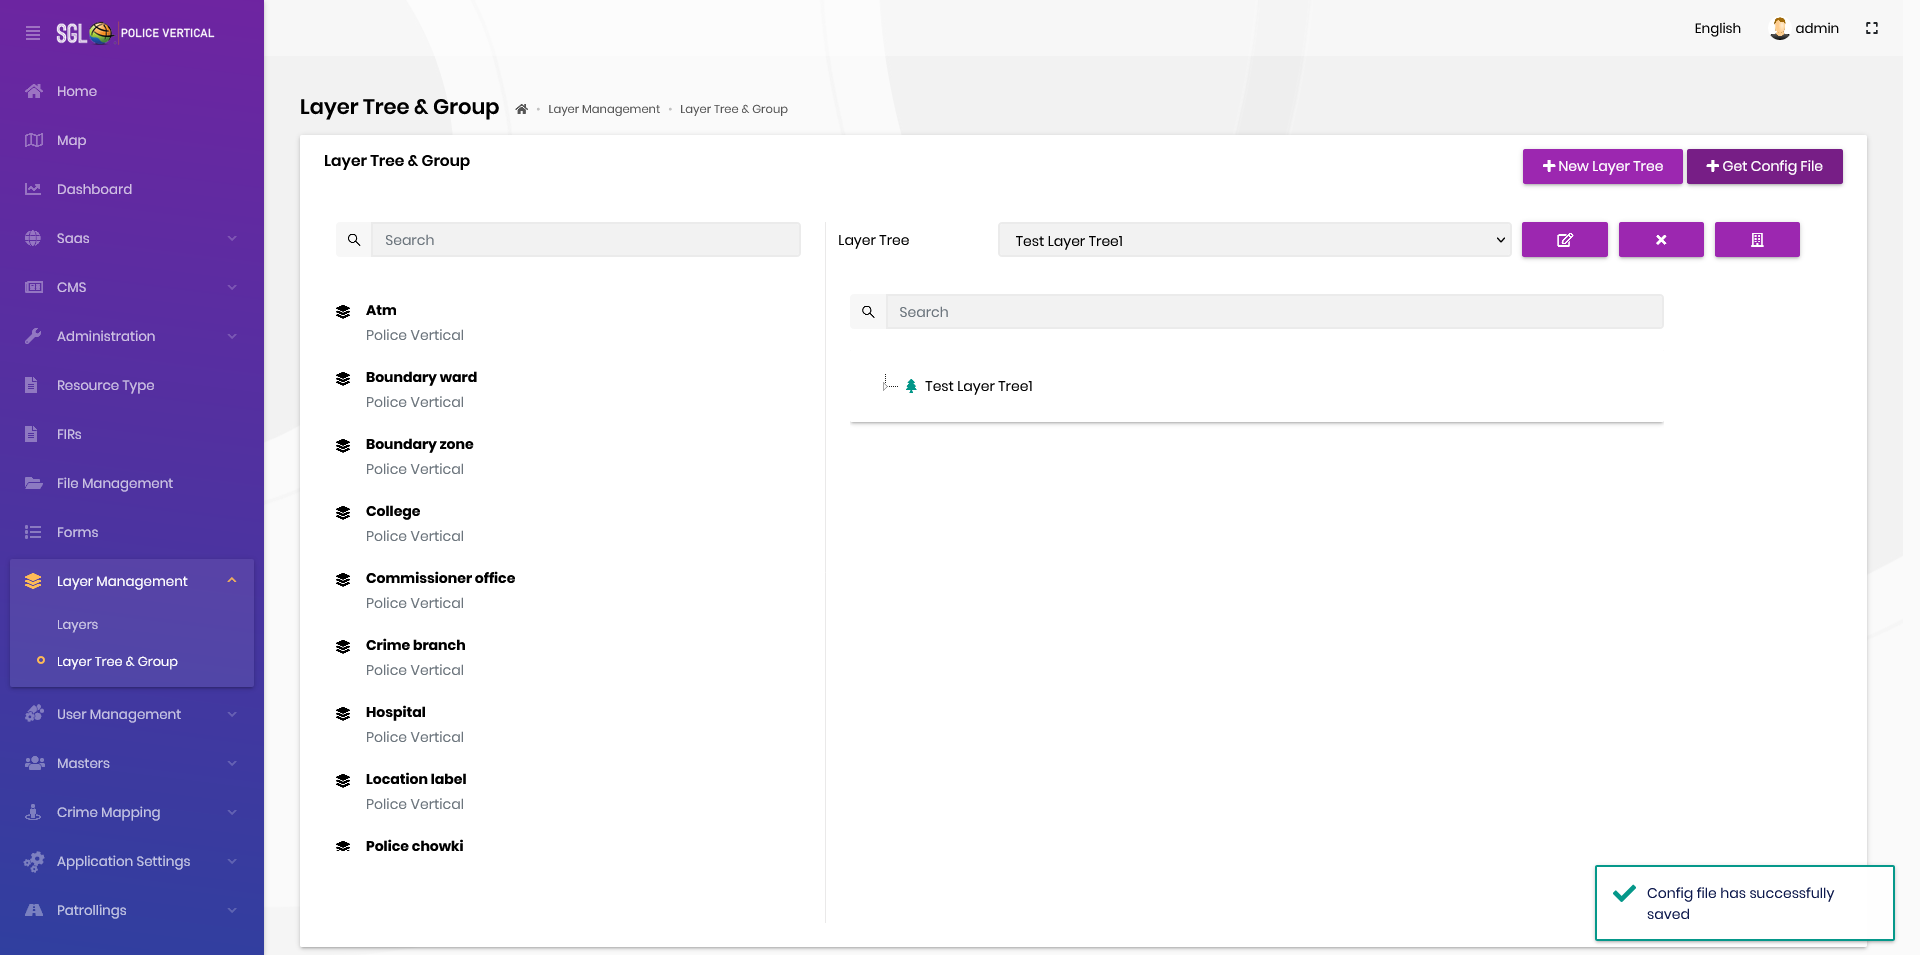 SGL POLICE VERTICAL
Home
Map
Dashboard
Saas
CMS
Administration
Resource Type
FIRs
File Management
Forms
Layer Management
Layers
Layer Tree & Group
User Management
Masters
Crime Mapping
Application Settings
Patrollings
English
admin
Layer Tree & Group
Layer Management
Layer Tree & Group
Layer Tree & Group
New Layer Tree
Get Config File
Search
Atm
Police Vertical
Boundary ward
Police Vertical
Boundary zone
Police Vertical
College
Police Vertical
Commissioner office
Police Vertical
Crime branch
Police Vertical
Hospital
Police Vertical
Location label
Police Vertical
Police chowki
Layer Tree
Test Layer Tree1
Search
Test Layer Tree1
Config file has successfully
saved